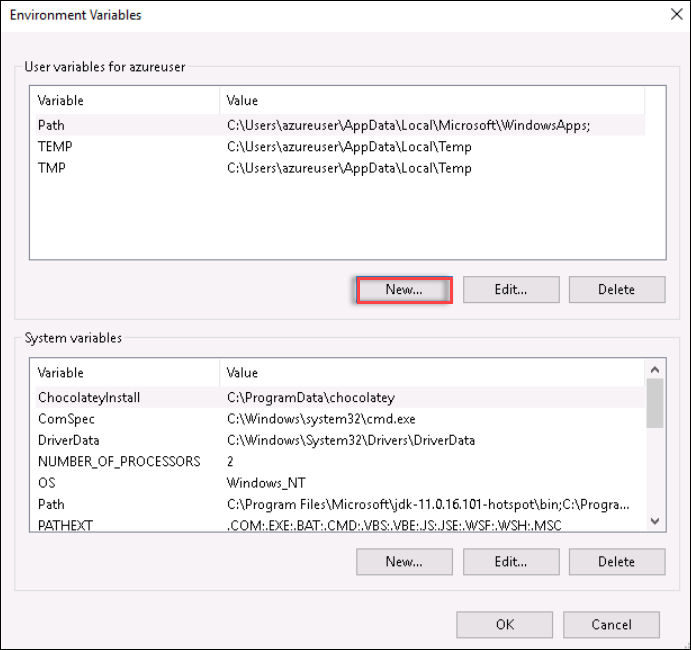 Environment Variables
User variables for azureuser
Variable Value
Path C:\Users\azureuser\AppData\Local\Microsoft\WindowsApps;
TEMP C:\Users\azureuser\AppData\Local\Temp
TMP C:\Users\azureuser\AppData\Local\Temp
New... Edit... Delete
System variables
Variable Value
ChocolateyInstall C:\ProgramData\chocolatey
ComSpec C:\Windows\system32\cmd.exe
DriverData C:\Windows\System32\Drivers\DriverData
NUMBER_OF_PROCESSORS 2
OS Windows_NT
Path C:\Program Files\Microsoft\jdk-11.0.16.101-hotspot\bin;C:\Progra...
PATHEXT .COM;.EXE;.BAT;.CMD;.VBS;.VBE;.JS;.JSE;.WSF;.WSH;.MSC
New... Edit... Delete
OK Cancel